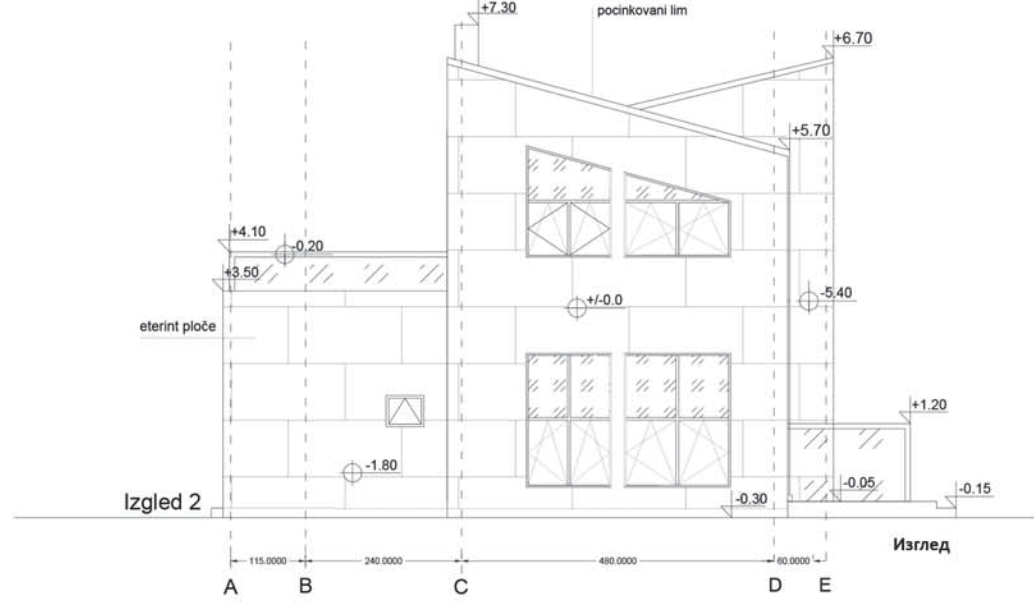 +7.30
pocinkovani lim
+6.70
+5.70
+4.10
-0.20
+3.50
-5.40
+/-0.0
eterint ploče
+1.20
-1.80
-0.05
-0.15
-0.30
Izgled 2
Изглед
115.0000 240.0000 480.0000 60.0000
A B C D E